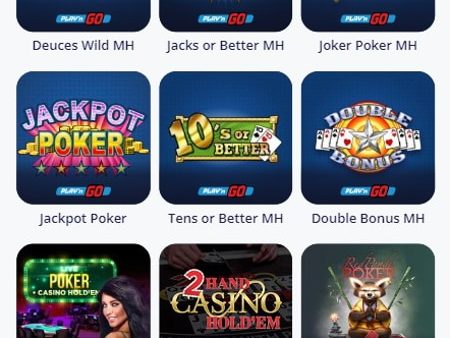 PLAY'n GO
PLAY'n GO
PLAY'n GO
Deuces Wild MH
Jacks or Better MH
Joker Poker MH
JACKPOT
POKER
PLAY'n GO
10's or
BETTER
PLAY'n GO
DOUBLE
BONUS
PLAY'n GO
Jackpot Poker
Tens or Better MH
Double Bonus MH
LIVE
POKER
CASINO HOLD'EM
2 HAND
CASINO
HOLD'EM
Red Panda
POKER